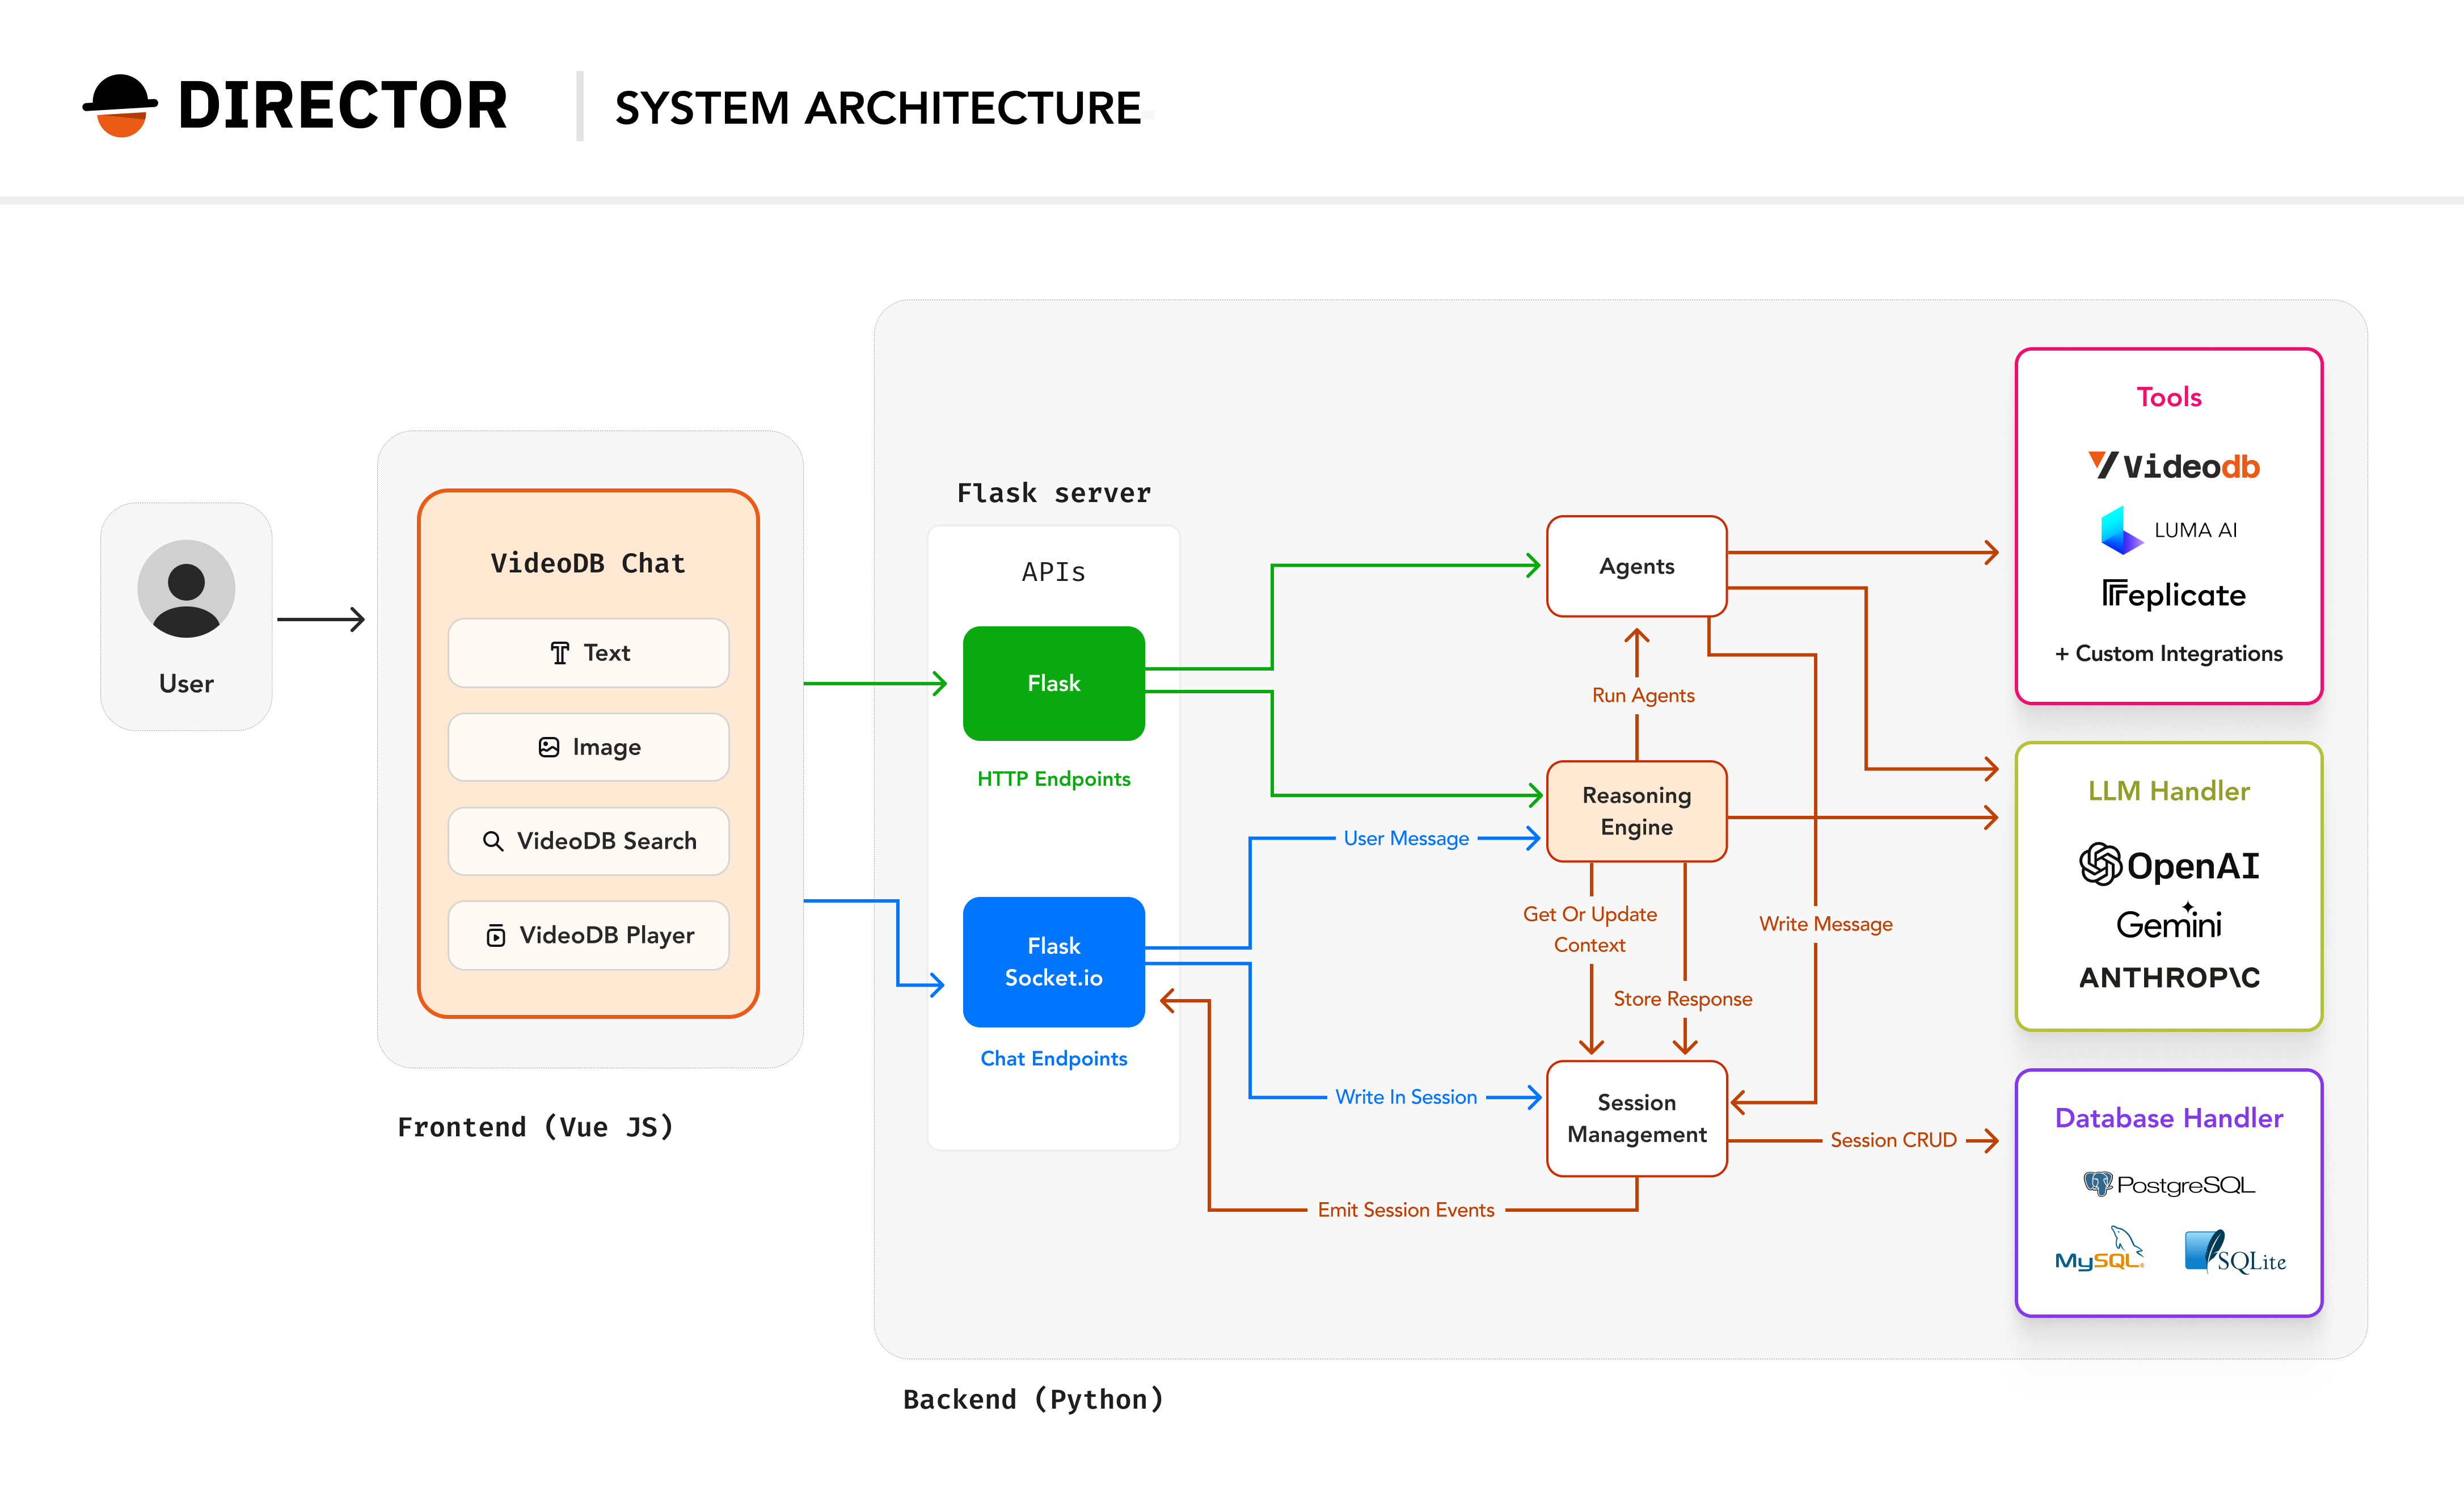 DIRECTOR
SYSTEM ARCHITECTURE
User
VideoDB Chat
Text
Image
VideoDB Search
VideoDB Player
Frontend (Vue JS)
Flask server
APIs
Flask
HTTP Endpoints
Flask
Socket.io
Chat Endpoints
User Message
Write In Session
Emit Session Events
Agents
Run Agents
Reasoning
Engine
Get Or Update
Context
Store Response
Write Message
Session
Management
Session CRUD
Tools
Videodb
LUMA AI
replicate
+ Custom Integrations
LLM Handler
OpenAI
Gemini
ANTHROP\C
Database Handler
PostgreSQL
MySQL
SQLite
Backend (Python)